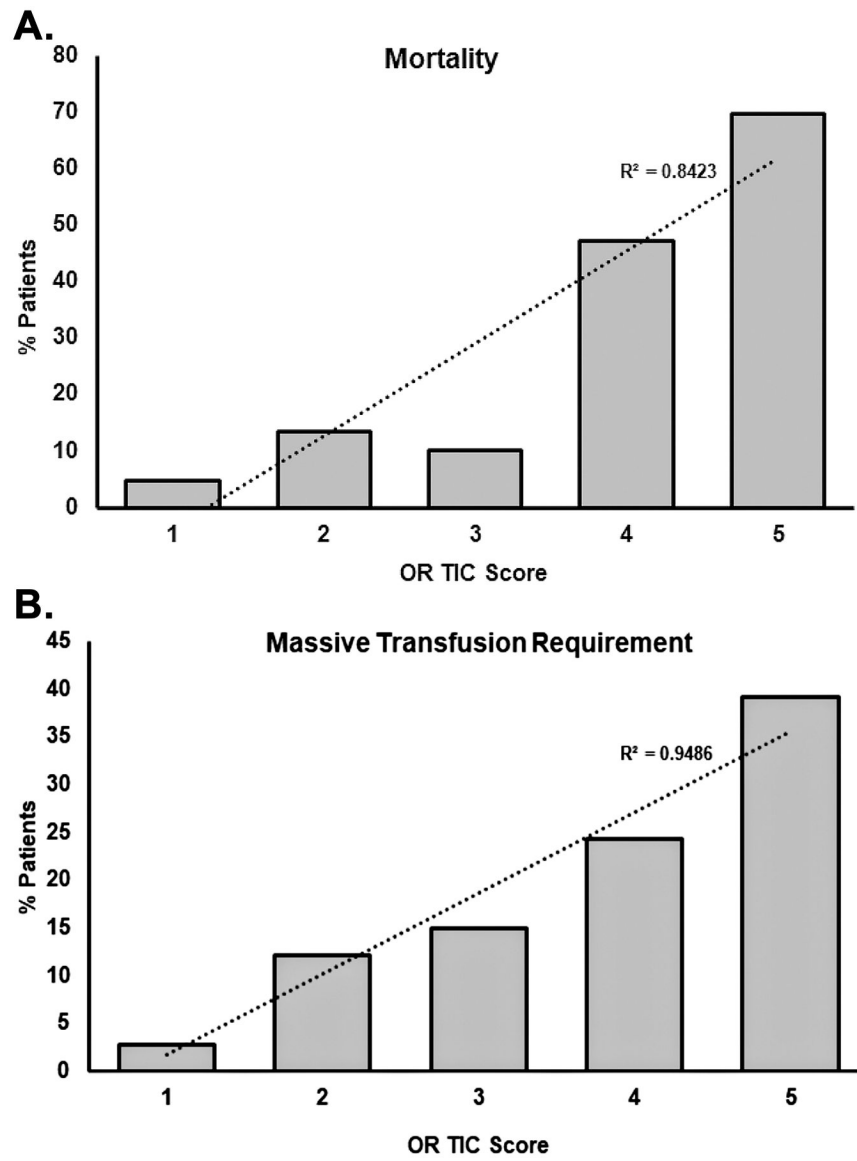 A.
Mortality
80
70
60
50
40
30
20
10
0
% Patients
R² = 0.8423
1 2 3 4 5
OR TIC Score
B.
Massive Transfusion Requirement
45
40
35
30
25
20
15
10
5
0
% Patients
R² = 0.9486
1 2 3 4 5
OR TIC Score